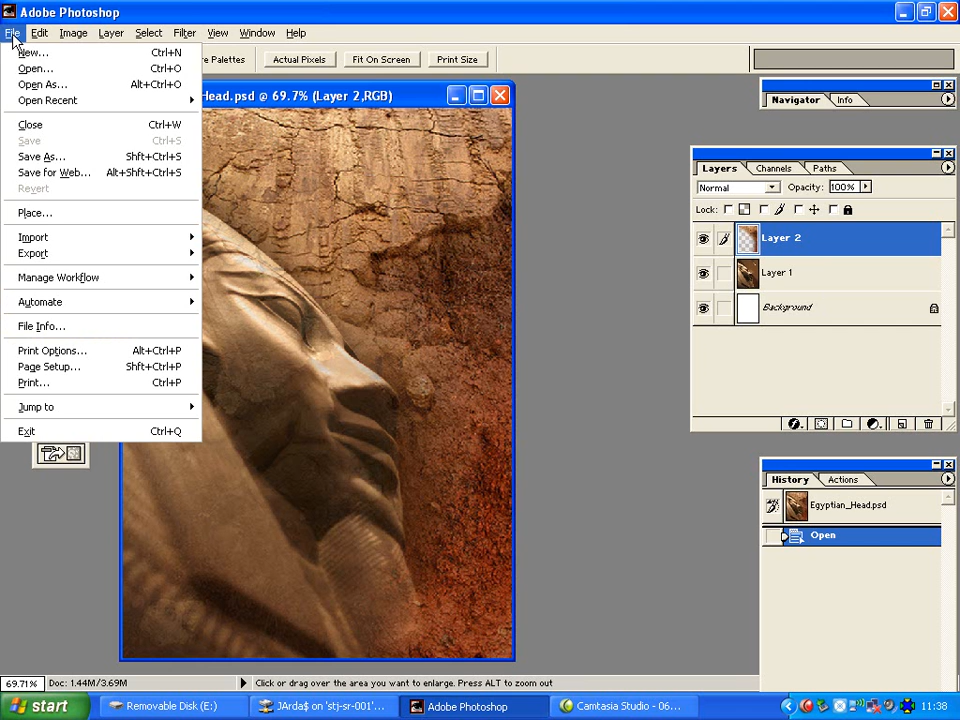 Adobe Photoshop
File Edit Image Layer Select Filter View Window Help
New... Ctrl+N
Open... Ctrl+O
Open As... Alt+Ctrl+O
Open Recent
Close Ctrl+W
Save Ctrl+S
Save As... Shft+Ctrl+S
Save for Web... Alt+Shft+Ctrl+S
Revert
Place...
Import
Export
Manage Workflow
Automate
File Info...
Print Options... Alt+Ctrl+P
Page Setup... Shft+Ctrl+P
Print... Ctrl+P
Jump to
Exit Ctrl+Q
Palettes
Actual Pixels
Fit On Screen
Print Size
Head.psd @ 69.7% (Layer 2,RGB)
Navigator Info
Layers Channels Paths
Normal Opacity: 100%
Lock:
Layer 2
Layer 1
Background
History Actions
Egyptian_Head.psd
Open
69.71% Doc: 1.44M/3.69M Click or drag over the area you want to enlarge. Press ALT to zoom out
start Removable Disk (E:) JArda$ on 'stj-sr-001'... Adobe Photoshop Camtasia Studio - 06... 11:38